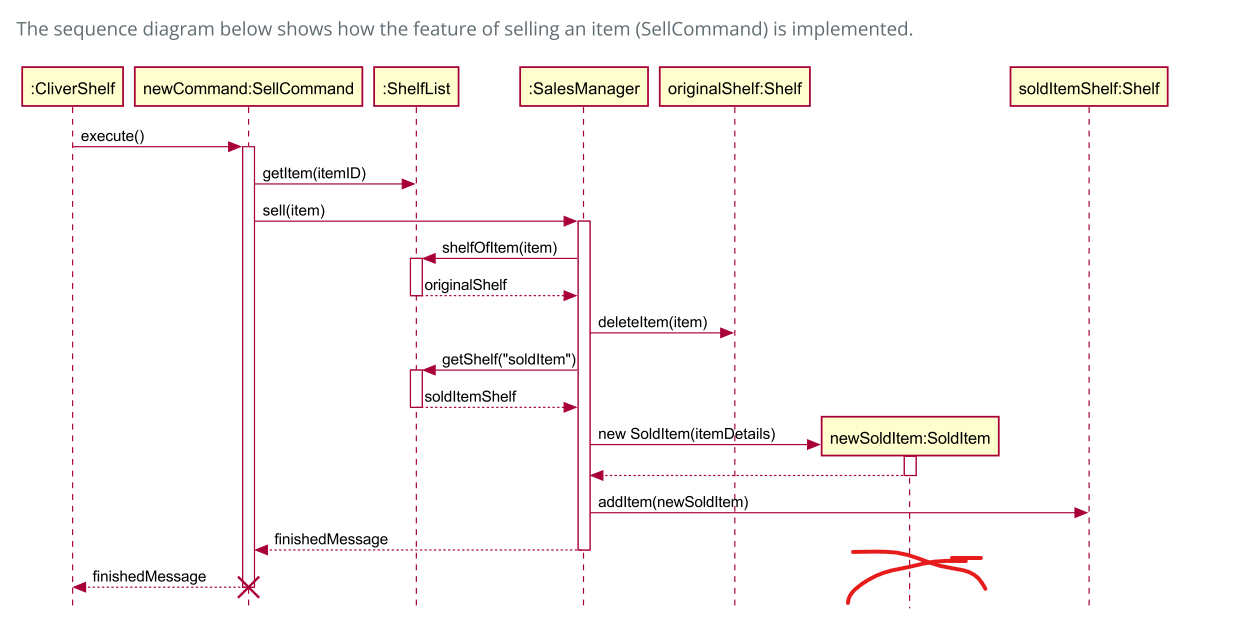 The sequence diagram below shows how the feature of selling an item (SellCommand) is implemented.
:CliverShelf
newCommand:SellCommand
:ShelfList
:SalesManager
originalShelf:Shelf
soldItemShelf:Shelf
execute()
getItem(itemID)
sell(item)
shelfOfItem(item)
originalShelf
deleteItem(item)
getShelf("soldItem")
soldItemShelf
new SoldItem(itemDetails)
newSoldItem:SoldItem
addItem(newSoldItem)
finishedMessage
finishedMessage